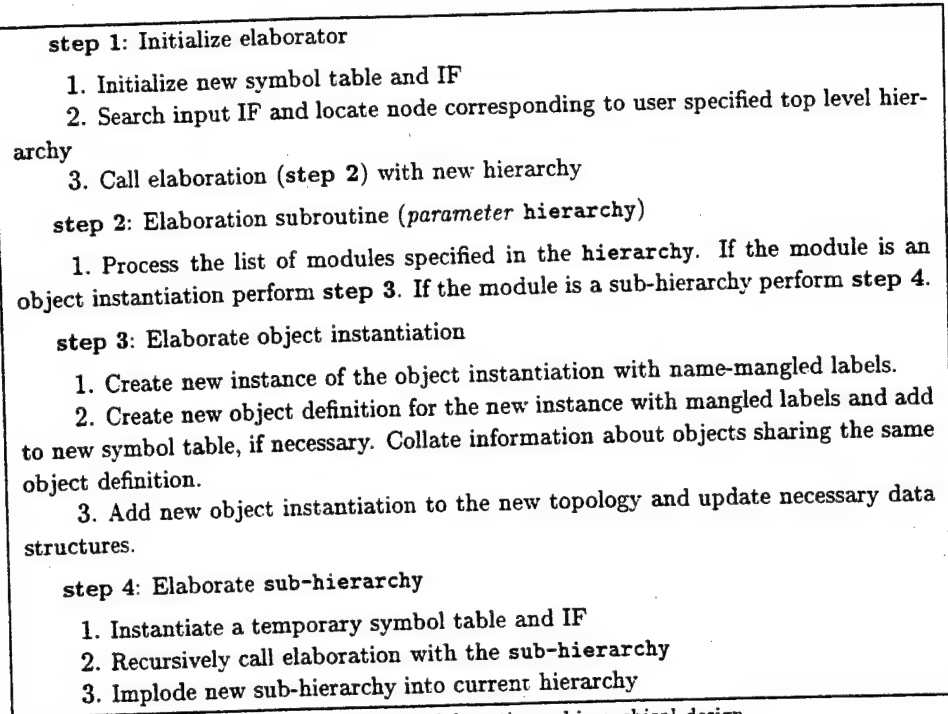 step 1: Initialize elaborator
1. Initialize new symbol table and IF
2. Search input IF and locate node corresponding to user specified top level hier-
archy
3. Call elaboration (step 2) with new hierarchy
step 2: Elaboration subroutine (parameter hierarchy)
1. Process the list of modules specified in the hierarchy. If the module is an
object instantiation perform step 3. If the module is a sub-hierarchy perform step 4.
step 3: Elaborate object instantiation
1. Create new instance of the object instantiation with name-mangled labels.
2. Create new object definition for the new instance with mangled labels and add
to new symbol table, if necessary. Collate information about objects sharing the same
object definition.
3. Add new object instantiation to the new topology and update necessary data
structures.
step 4: Elaborate sub-hierarchy
1. Instantiate a temporary symbol table and IF
2. Recursively call elaboration with the sub-hierarchy
3. Implode new sub-hierarchy into current hierarchy
design